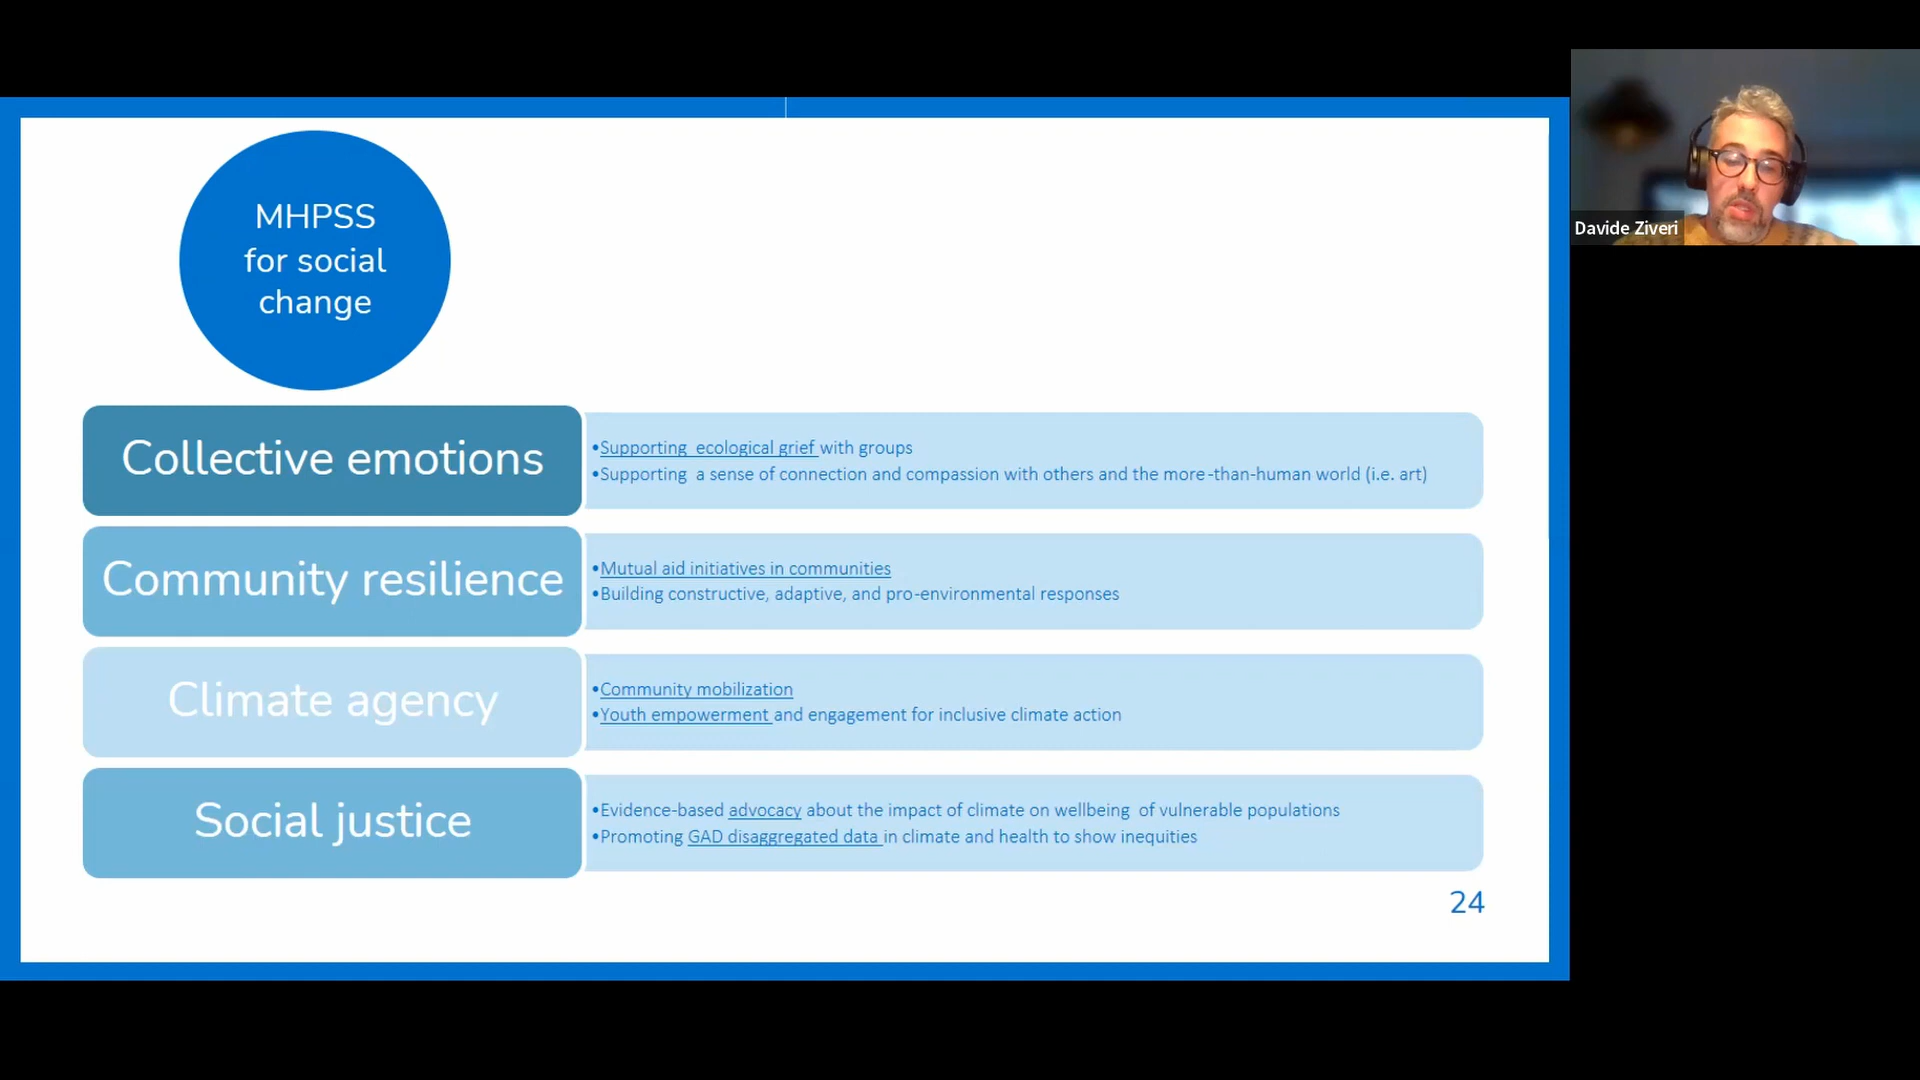 MHPSS
for social
change
Davide Ziveri
Collective emotions
•Supporting  ecological grief with groups
•Supporting  a sense of connection and compassion with others and the more-than-human world (i.e. art)
Community resilience
•Mutual aid initiatives in communities
•Building constructive, adaptive, and pro-environmental responses
Climate agency
•Community mobilization
•Youth empowerment and engagement for inclusive climate action
Social justice
•Evidence-based advocacy about the impact of climate on wellbeing  of vulnerable populations
•Promoting GAD disaggregated data in climate and health to show inequities
24